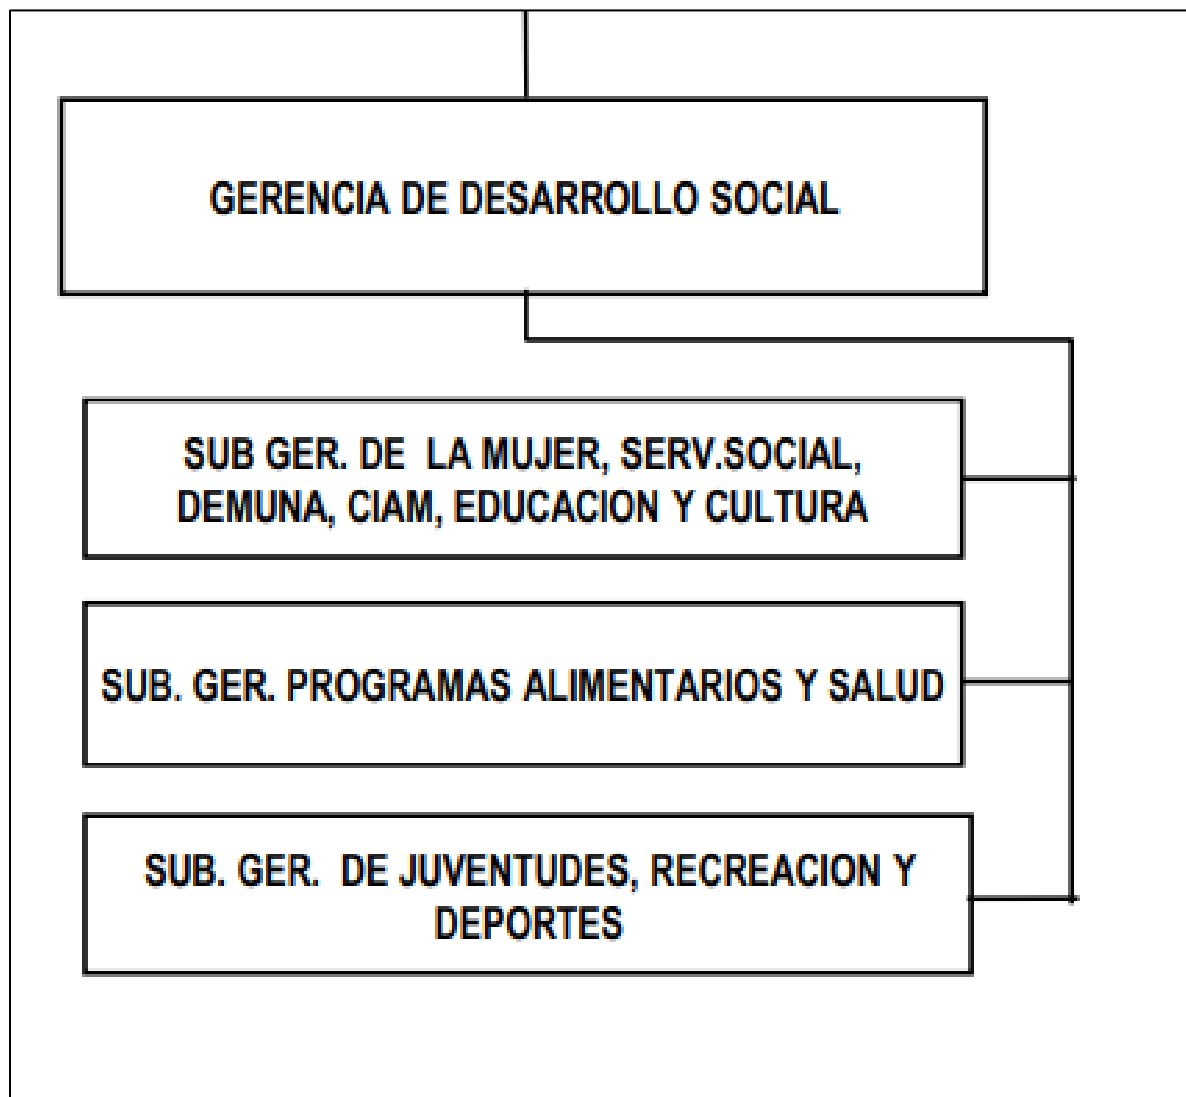 GERENCIA DE DESARROLLO SOCIAL
SUB GER. DE LA MUJER, SERV.SOCIAL,
DEMUNA, CIAM, EDUCACION Y CULTURA
SUB. GER. PROGRAMAS ALIMENTARIOS Y SALUD
SUB. GER. DE JUVENTUDES, RECREACION Y
DEPORTES